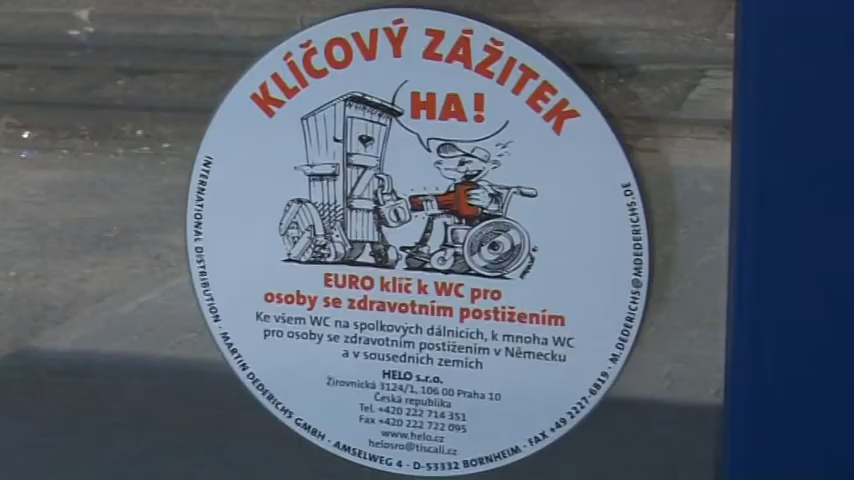 KLÍČOVÝ ZÁŽITEK
HA!
EURO klíč k WC pro
osoby se zdravotním postižením
Ke všem WC na spolkových dálnicích, k mnoha WC
pro osoby se zdravotním postižením v Německu
a v sousedních zemích
HELO s.r.o.
Žirovnická 3124/1, 106 00 Praha 10
Česká republika
Tel. +420 222 714 351
Fax +420 222 722 095
www.helo.cz
helosro@tiscali.cz
INTERNATIONAL DISTRIBUTION · MARTIN DEDERICHS GMBH · AMSELWEG 4 · D-53332 BORNHEIM · FAX +49 2227-6819 · M.DEDERICHS@MDEDERICHS.DE